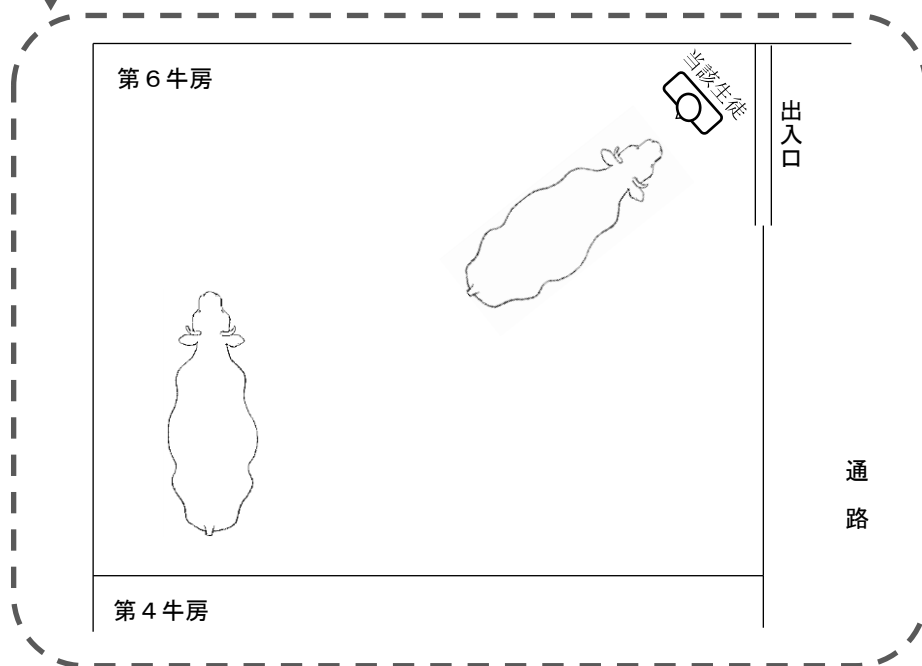 第６牛房
当該生徒
出入口
通路
第４牛房